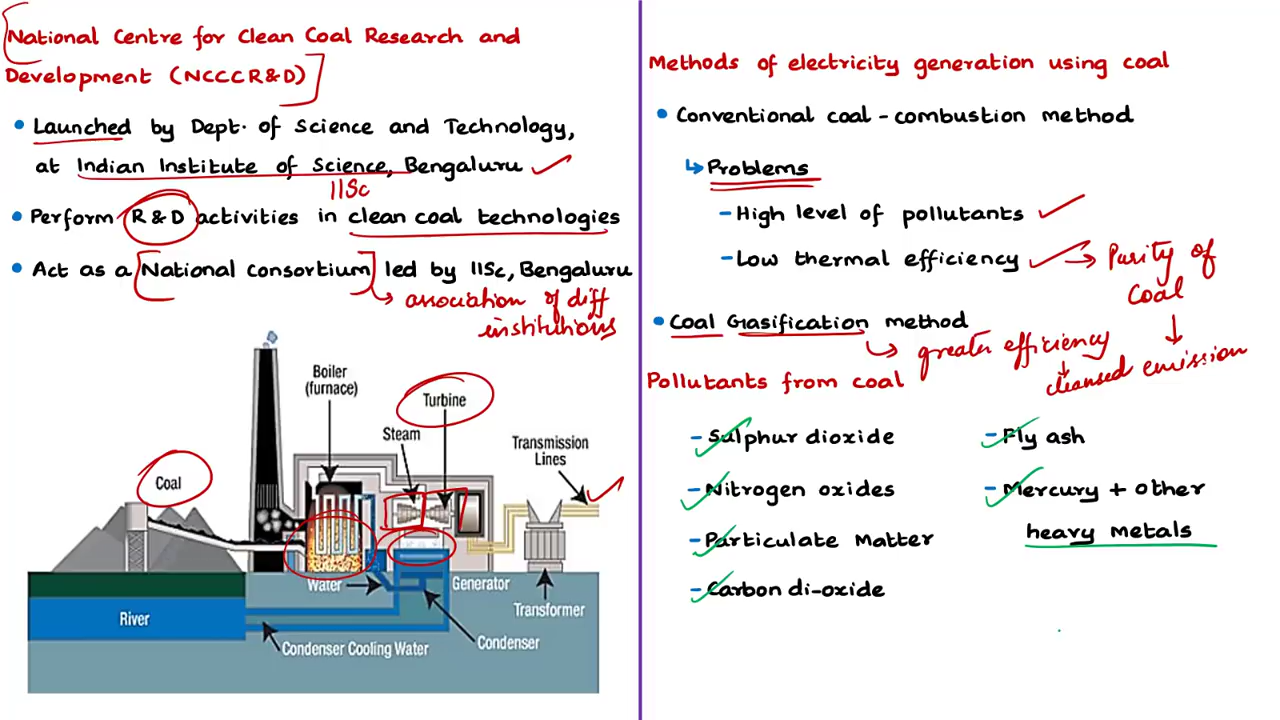 National Centre for Clean Coal Research and
Development (NCCCR&D)
• Launched by Dept. of Science and Technology,
at Indian Institute of Science, Bengaluru
IISc
• Perform R&D activities in clean coal technologies
• Act as a National consortium led by IISc, Bengaluru
association of diff
institutions
Boiler
(furnace)
Turbine
Steam
Transmission
Lines
Coal
Water
Generator
River
Transformer
Condenser
Condenser Cooling Water
Methods of electricity generation using coal
• Conventional coal-combustion method
Problems
- High level of pollutants
- Low thermal efficiency
Purity of
Coal
• Coal Gasification method
greater efficiency
cleansed emission
Pollutants from coal
- Sulphur dioxide
- Nitrogen oxides
- Particulate matter
- Carbon di-oxide
- Fly ash
- Mercury + other
heavy metals